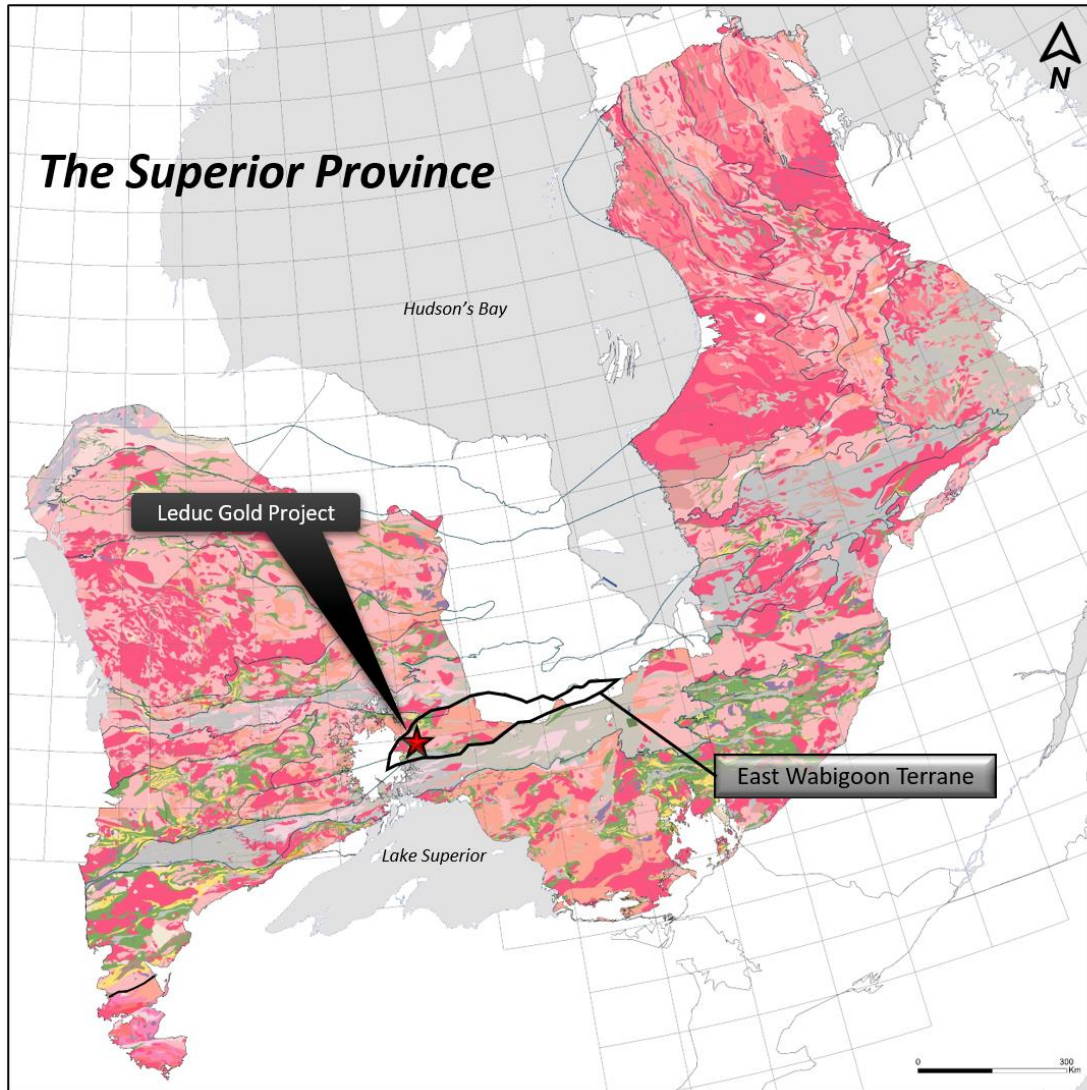 N
The Superior Province
Hudson's Bay
Leduc Gold Project
East Wabigoon Terrane
Lake Superior
0 300
Km